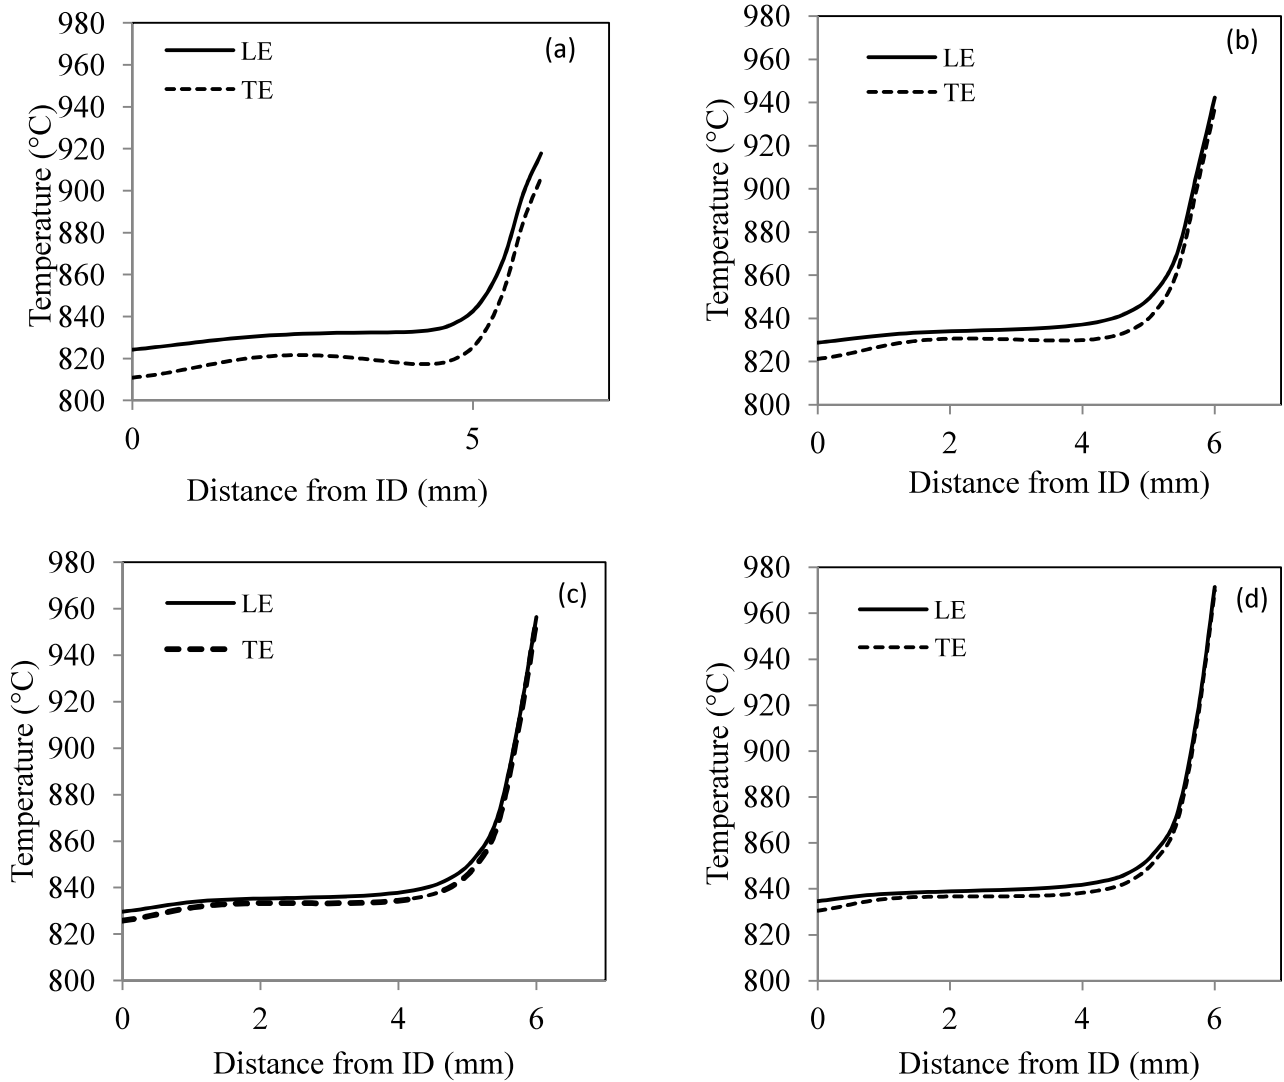 980
960
940
920
900
880
860
840
820
800
Temperature (°C)
LE
TE
(a)
0 5
Distance from ID (mm)
980
960
940
920
900
880
860
840
820
800
Temperature (°C)
LE
TE
(b)
0 2 4 6
Distance from ID (mm)
980
960
940
920
900
880
860
840
820
800
Temperature (°C)
LE
TE
(c)
0 2 4 6
Distance from ID (mm)
980
960
940
920
900
880
860
840
820
800
Temperature (°C)
LE
TE
(d)
0 2 4 6
Distance from ID (mm)